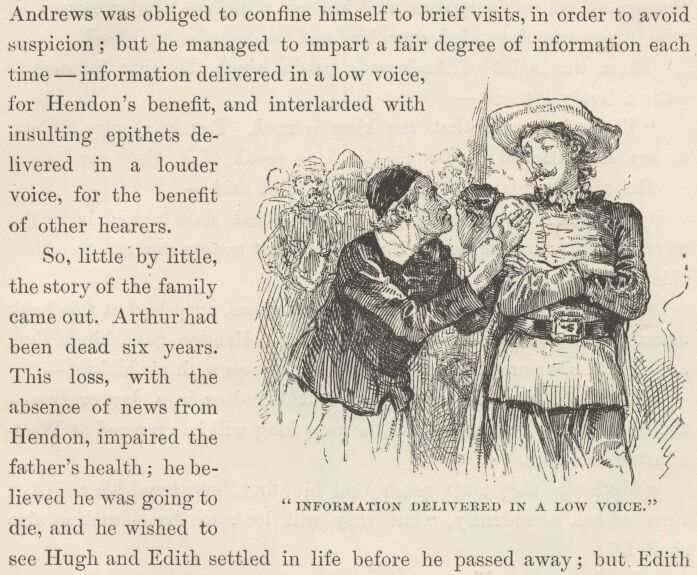 Andrews was obliged to confine himself to brief visits, in order to avoid
suspicion; but he managed to impart a fair degree of information each
time — information delivered in a low voice,
for Hendon's benefit, and interlarded with
insulting epithets de-
livered in a louder
voice, for the benefit
of other hearers.
So, little by little,
the story of the family
came out. Arthur had
been dead six years.
This loss, with the
absence of news from
Hendon, impaired the
father's health; he be-
lieved he was going to
die, and he wished to
see Hugh and Edith settled in life before he passed away; but Edith
"INFORMATION DELIVERED IN A LOW VOICE."